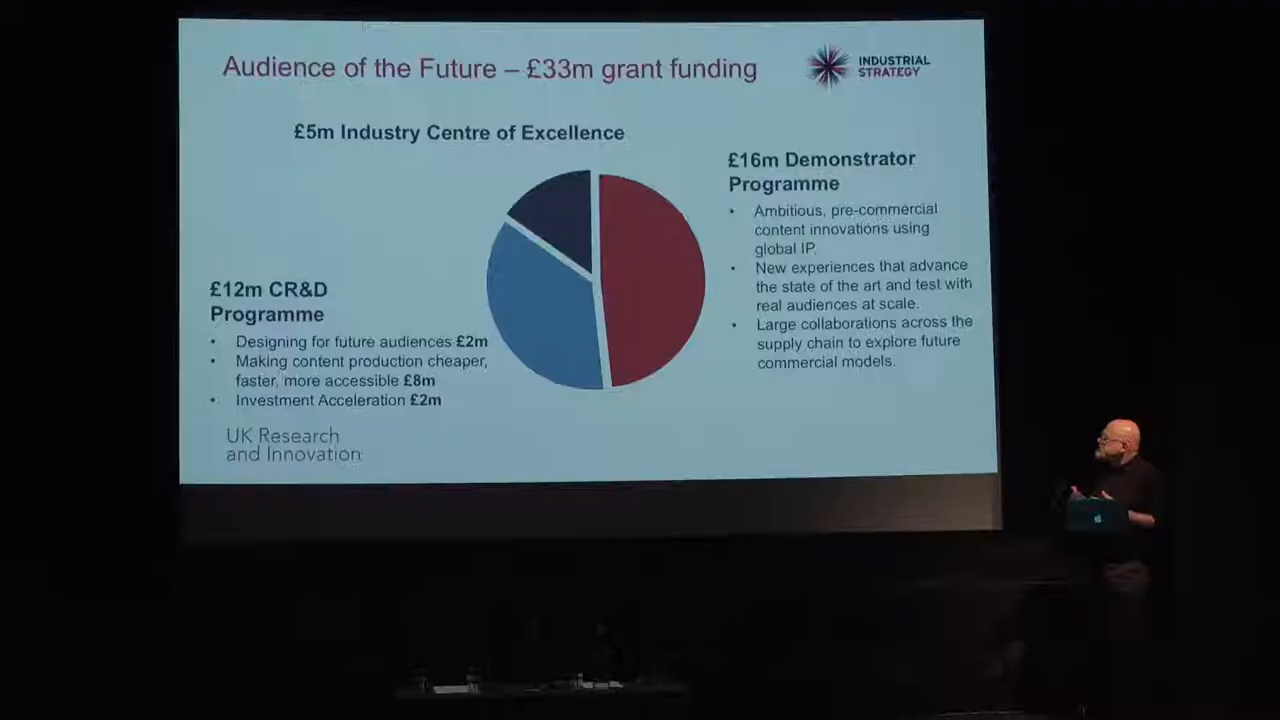 Audience of the Future – £33m grant funding
INDUSTRIAL
STRATEGY
£5m Industry Centre of Excellence
£16m Demonstrator
Programme
• Ambitious, pre-commercial
content innovations using
global IP.
• New experiences that advance
the state of the art and test with
real audiences at scale.
• Large collaborations across the
supply chain to explore future
commercial models.
£12m CR&D
Programme
• Designing for future audiences £2m
• Making content production cheaper,
faster, more accessible £8m
• Investment Acceleration £2m
UK Research
and Innovation